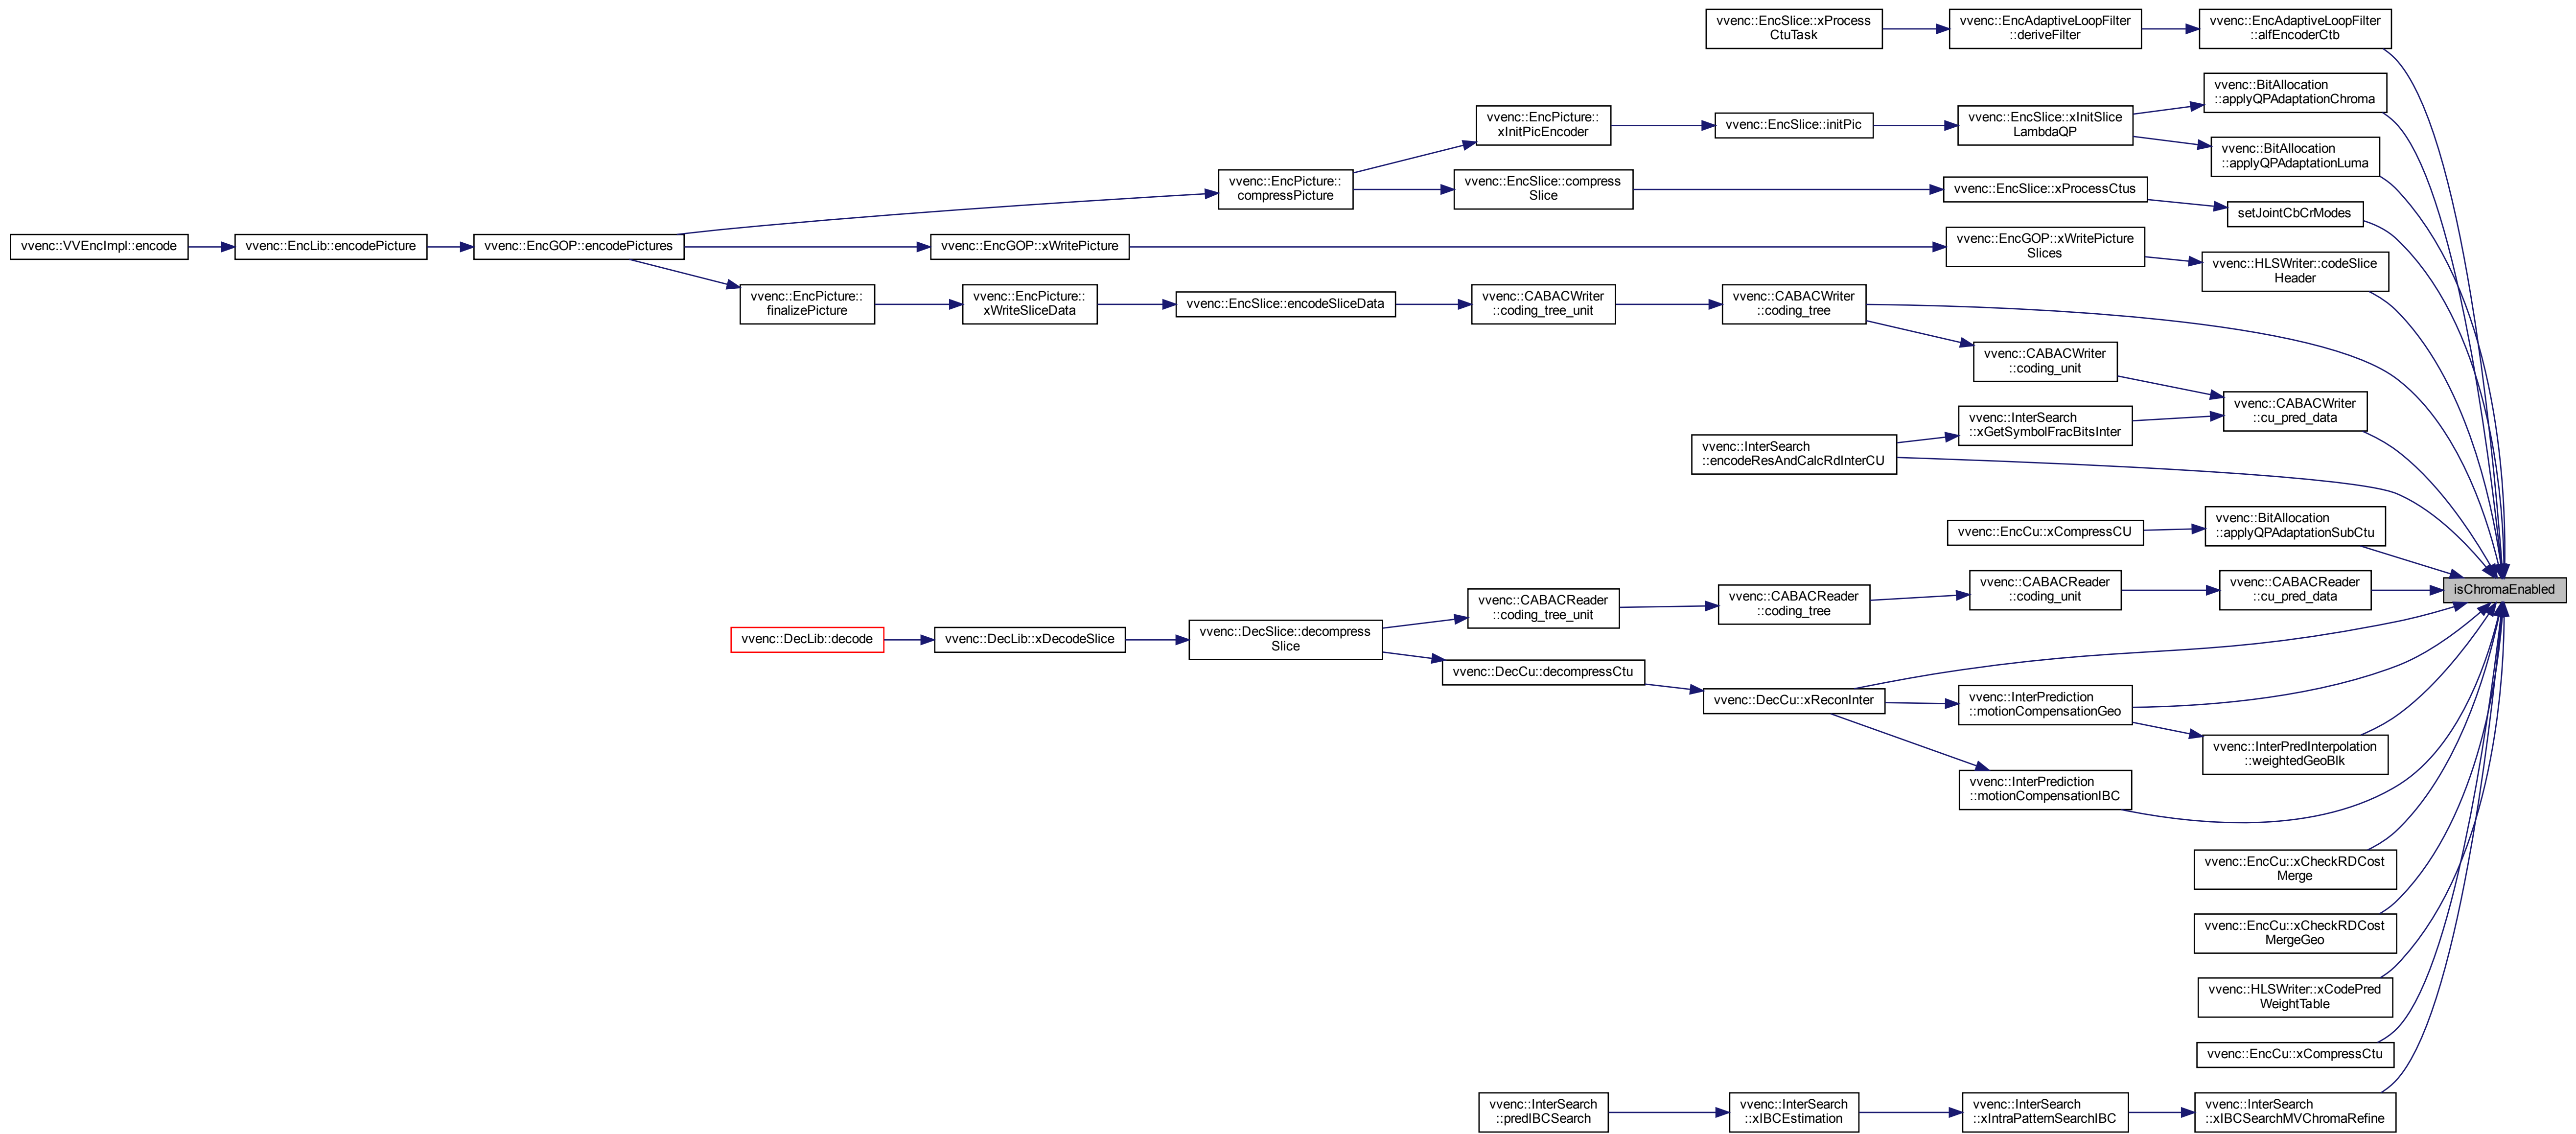 vvenc::EncSlice::xProcess
CtuTask
vvenc::EncAdaptiveLoopFilter
::deriveFilter
vvenc::EncAdaptiveLoopFilter
::alfEncoderCtb
vvenc::BitAllocation
::applyQPAdaptationChroma
vvenc::EncPicture::
xInitPicEncoder
vvenc::EncSlice::initPic
vvenc::EncSlice::xInitSlice
LambdaQP
vvenc::BitAllocation
::applyQPAdaptationLuma
vvenc::EncPicture::
compressPicture
vvenc::EncSlice::compress
Slice
vvenc::EncSlice::xProcessCtus
setJointCbCrModes
vvenc::VVEncImpl::encode
vvenc::EncLib::encodePicture
vvenc::EncGOP::encodePictures
vvenc::EncGOP::xWritePicture
vvenc::EncGOP::xWritePicture
Slices
vvenc::HLSWriter::codeSlice
Header
vvenc::EncPicture::
finalizePicture
vvenc::EncPicture::
xWriteSliceData
vvenc::EncSlice::encodeSliceData
vvenc::CABACWriter
::coding_tree_unit
vvenc::CABACWriter
::coding_tree
vvenc::CABACWriter
::coding_unit
vvenc::CABACWriter
::cu_pred_data
vvenc::InterSearch
::xGetSymbolFracBitsInter
vvenc::InterSearch
::encodeResAndCalcRdInterCU
vvenc::EncCu::xCompressCU
vvenc::BitAllocation
::applyQPAdaptationSubCtu
isChromaEnabled
vvenc::CABACReader
::coding_tree_unit
vvenc::CABACReader
::coding_tree
vvenc::CABACReader
::coding_unit
vvenc::CABACReader
::cu_pred_data
vvenc::DecLib::decode
vvenc::DecLib::xDecodeSlice
vvenc::DecSlice::decompress
Slice
vvenc::DecCu::decompressCtu
vvenc::DecCu::xReconInter
vvenc::InterPrediction
::motionCompensationGeo
vvenc::InterPredInterpolation
::weightedGeoBlk
vvenc::InterPrediction
::motionCompensationIBC
vvenc::EncCu::xCheckRDCost
Merge
vvenc::EncCu::xCheckRDCost
MergeGeo
vvenc::HLSWriter::xCodePred
WeightTable
vvenc::EncCu::xCompressCtu
vvenc::InterSearch
::predIBCSearch
vvenc::InterSearch
::xIBCEstimation
vvenc::InterSearch
::xIntraPatternSearchIBC
vvenc::InterSearch
::xIBCSearchMVChromaRefine